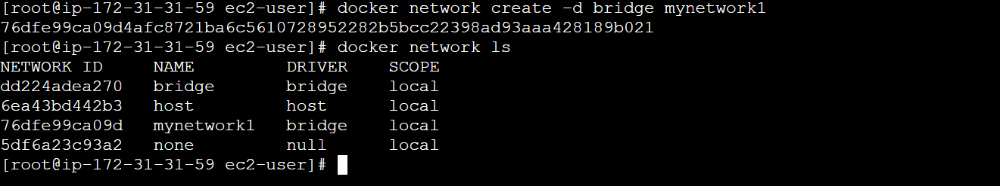 [root@ip-172-31-31-59 ec2-user]# docker network create -d bridge mynetwork1
76dfe99ca09d4afc8721ba6c5610728952282b5bcc22398ad93aaa428189b021
[root@ip-172-31-31-59 ec2-user]# docker network ls
NETWORK ID NAME DRIVER SCOPE
dd224adea270 bridge bridge local
6ea43bd442b3 host host local
76dfe99ca09d mynetwork1 bridge local
5df6a23c93a2 none null local
[root@ip-172-31-31-59 ec2-user]#